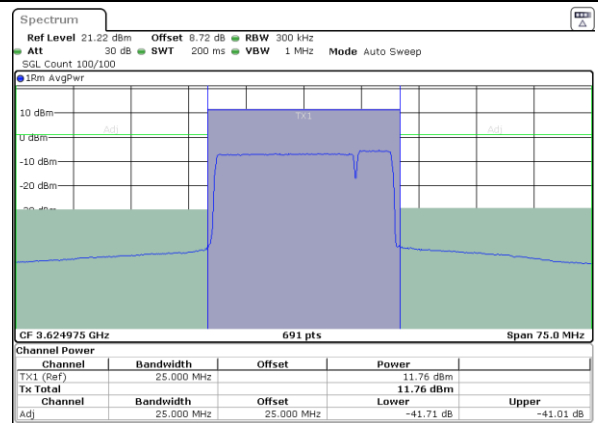 Spectrum
Ref Level 21.22 dBm Offset 8.72 dB RBW 300 kHz
Att 30 dB SWT 200 ms VBW 1 MHz Mode Auto Sweep
SGL Count 100/100
1Rm AvgPwr
10 dBm
TX1
Adj
Adj
0 dBm
-10 dBm
-20 dBm
-30 dBm
CF 3.624975 GHz 691 pts Span 75.0 MHz
Channel Power
Channel Bandwidth Offset Power
TX1 (Ref) 25.000 MHz 11.76 dBm
Tx Total 11.76 dBm
Channel Bandwidth Offset Lower Upper
Adj 25.000 MHz 25.000 MHz -41.71 dB -41.01 dB